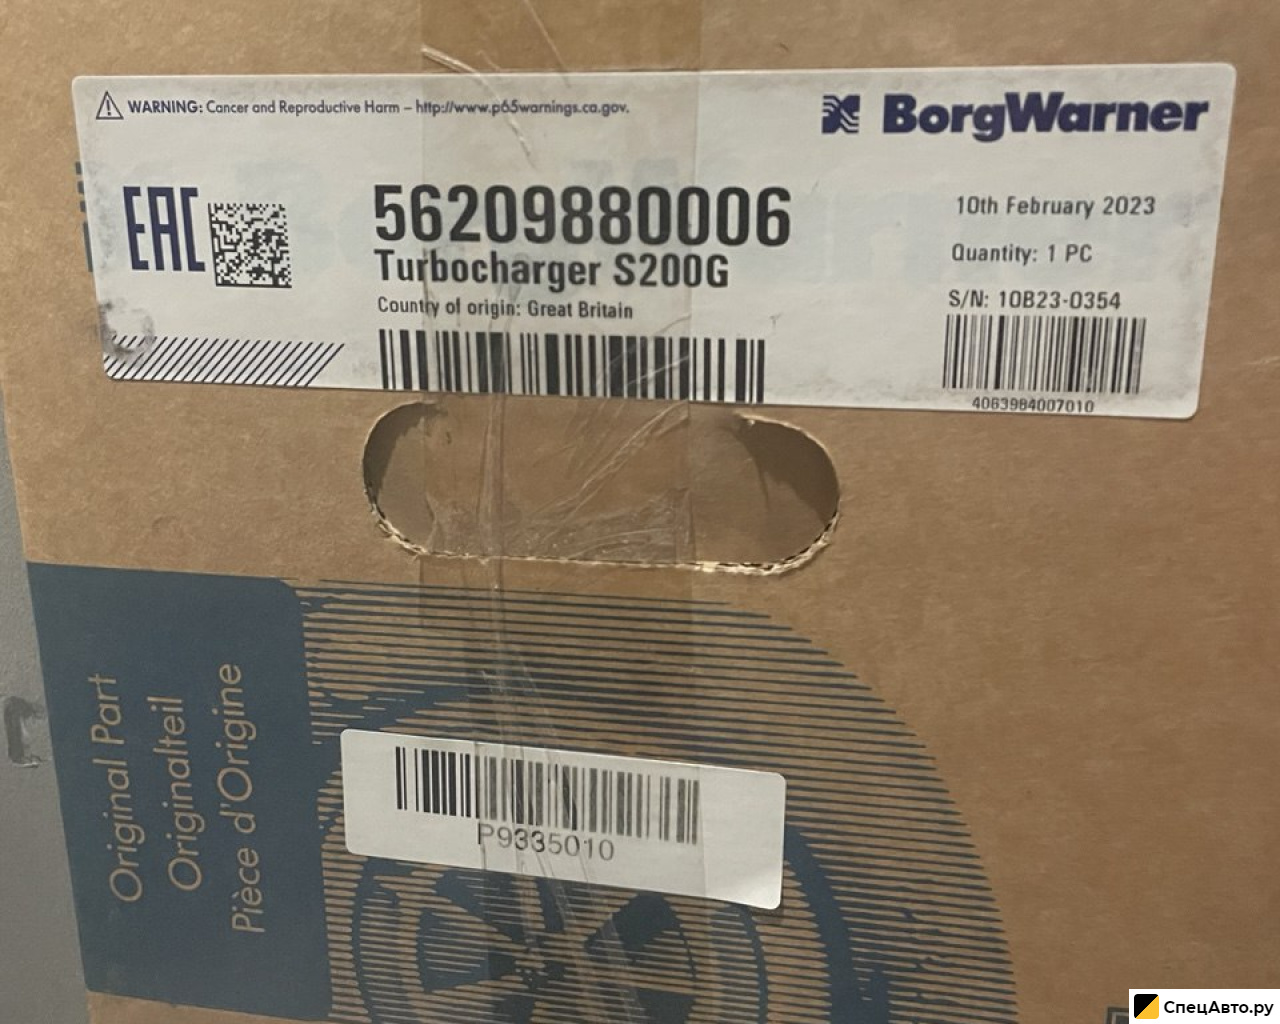 WARNING: Cancer and Reproductive Harm – http://www.p65warnings.ca.gov.
BorgWarner
EAC
56209880006
Turbocharger S200G
Country of origin: Great Britain
10th February 2023
Quantity: 1 PC
S/N: 10B23-0354
4063984007010
Original Part
Originalteil
Pièce d'Origine
P9335010
СпецАвто.ру